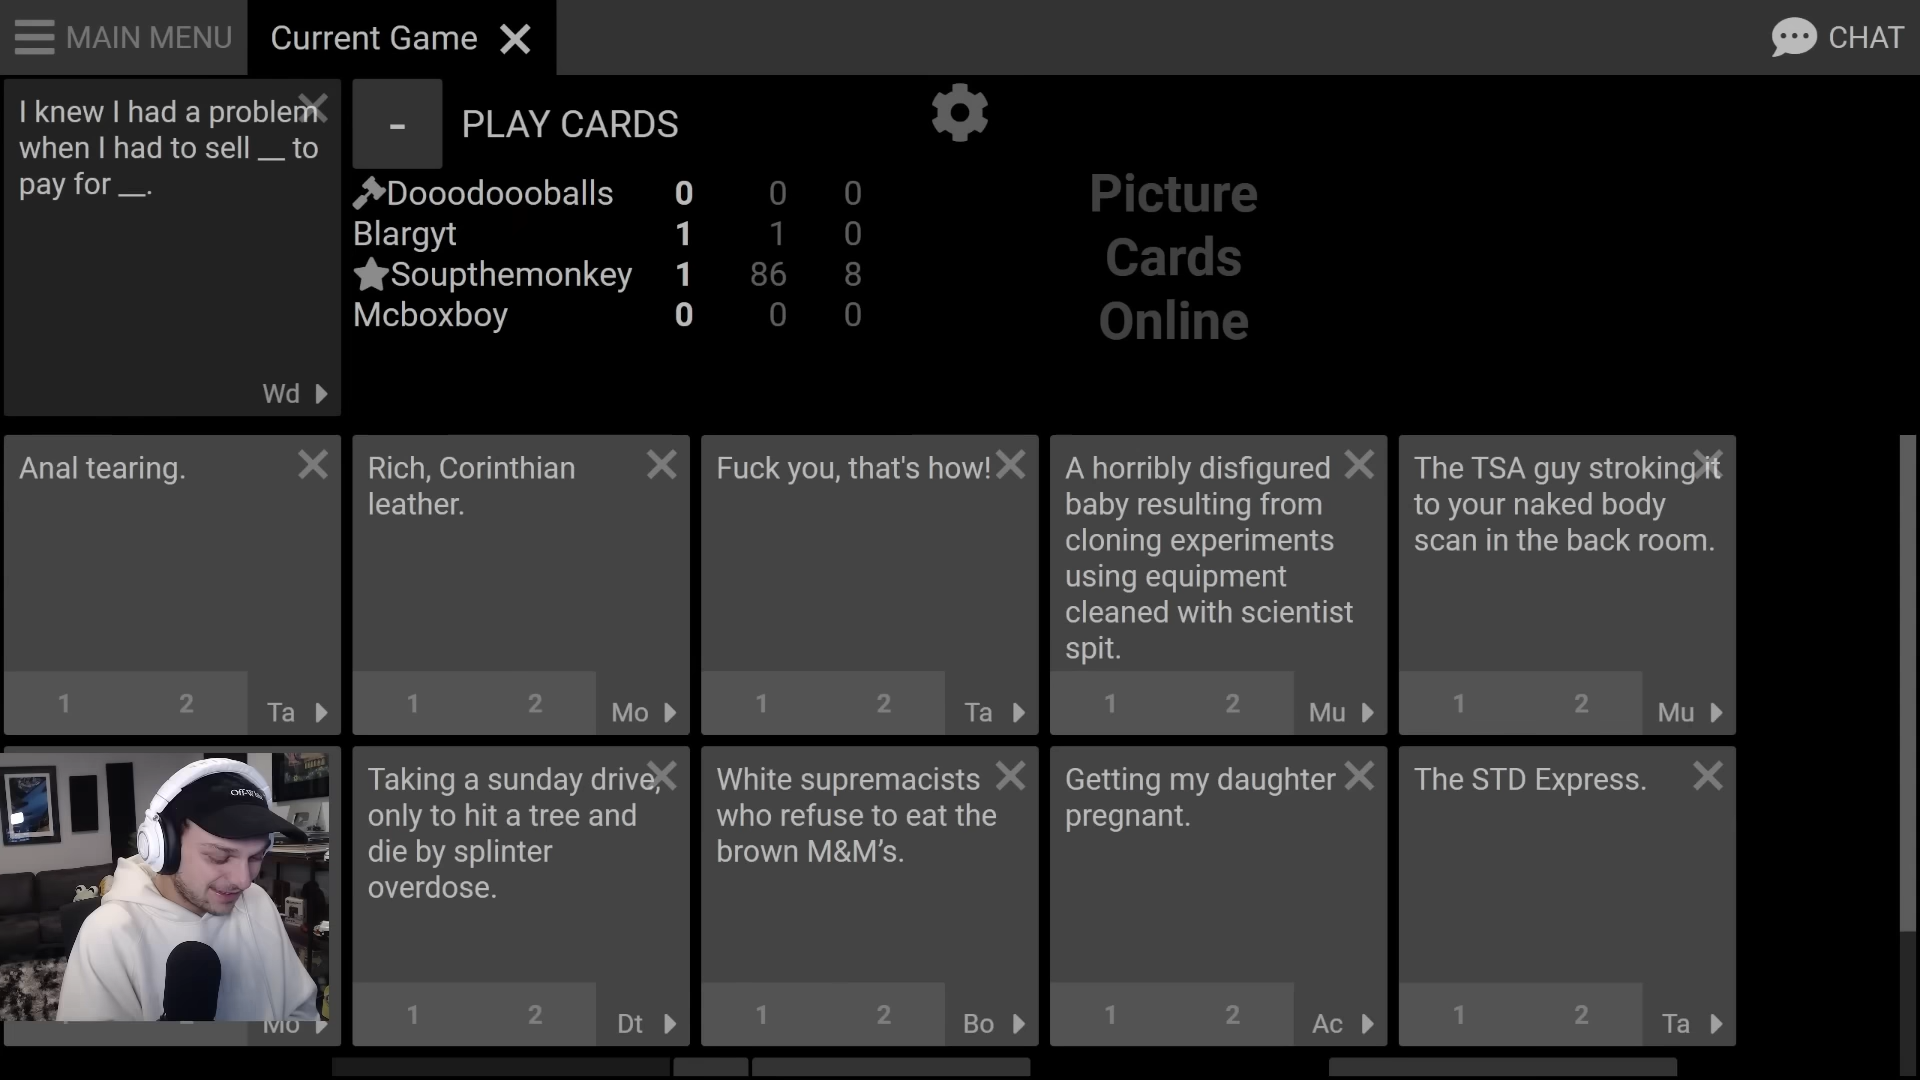 MAIN MENU
Current Game
CHAT
I knew I had a problem
when I had to sell __ to
pay for __.
Wd
-
PLAY CARDS
Dooodoooballs 0 0 0
Blargyt 1 1 0
Soupthemonkey 1 86 8
Mcboxboy 0 0 0
Picture
Cards
Online
Anal tearing.
1 2 Ta
Rich, Corinthian
leather.
1 2 Mo
Fuck you, that's how!
1 2 Ta
A horribly disfigured
baby resulting from
cloning experiments
using equipment
cleaned with scientist
spit.
1 2 Mu
The TSA guy stroking it
to your naked body
scan in the back room.
1 2 Mu
Mo
Taking a sunday drive,
only to hit a tree and
die by splinter
overdose.
1 2 Dt
White supremacists
who refuse to eat the
brown M&M’s.
1 2 Bo
Getting my daughter
pregnant.
1 2 Ac
The STD Express.
1 2 Ta